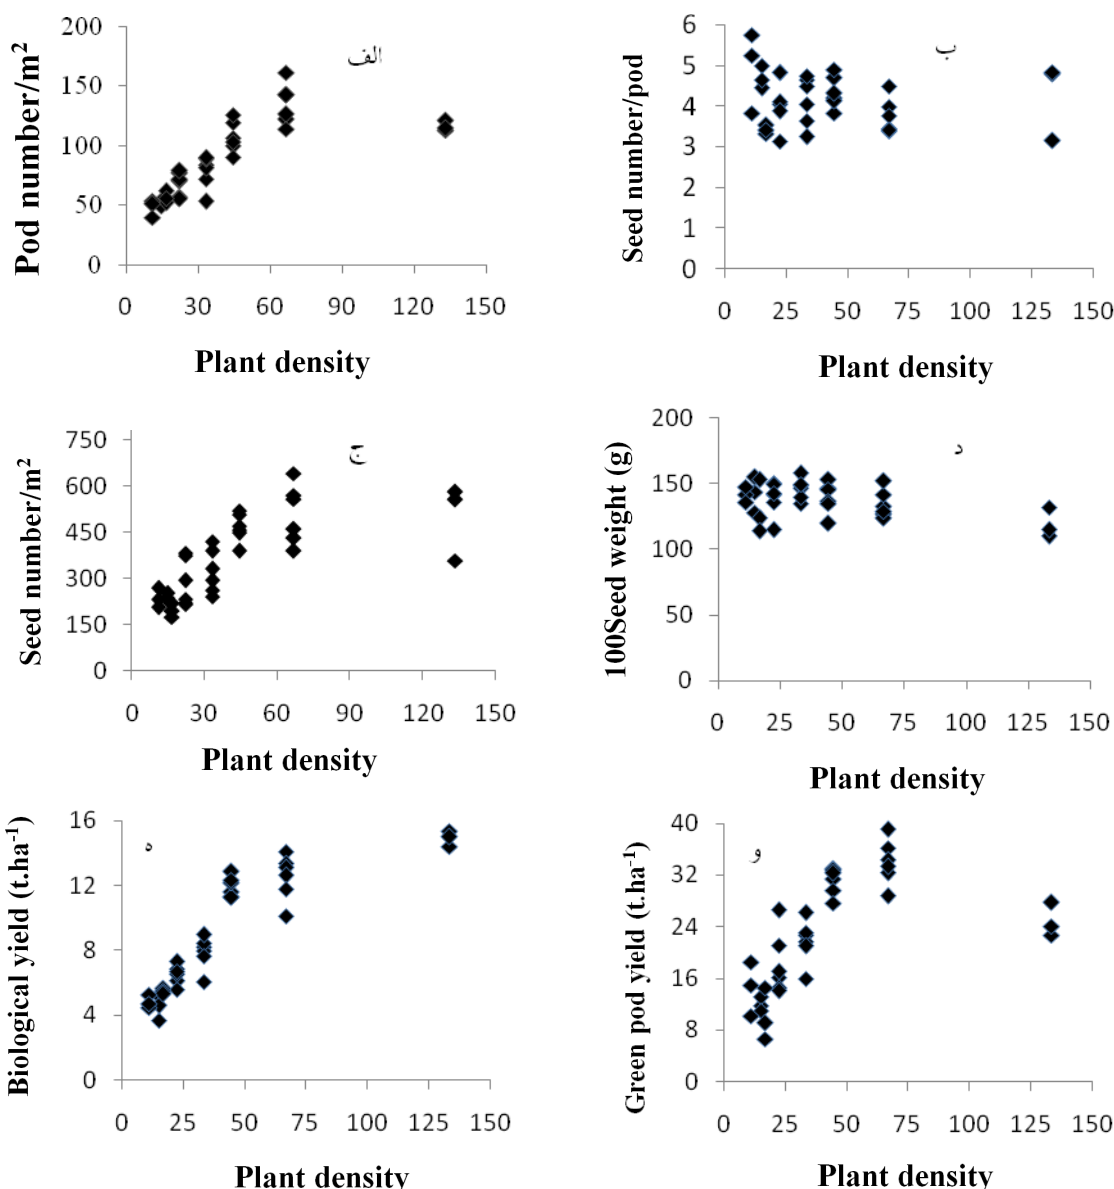 الف
Pod number/m²
200
150
100
50
0
0 30 60 90 120 150
Plant density
ب
Seed number/pod
6
5
4
3
2
1
0
0 25 50 75 100 125 150
Plant density
ج
Seed number/m²
750
600
450
300
150
0
0 30 60 90 120 150
Plant density
د
100Seed weight (g)
200
150
100
50
0
0 25 50 75 100 125 150
Plant density
ه
Biological yield (t.ha⁻¹)
16
12
8
4
0
0 25 50 75 100 125 150
Plant density
و
Green pod yield (t.ha⁻¹)
40
32
24
16
8
0
0 25 50 75 100 125 150
Plant density